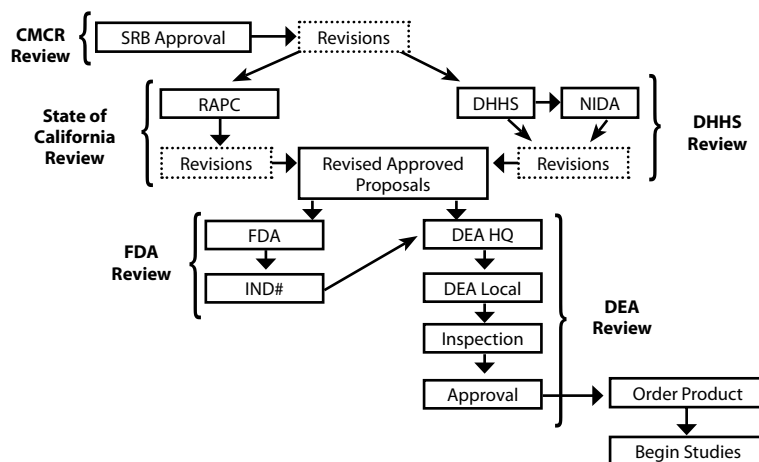 CMCR
Review
SRB Approval
Revisions
State of
California
Review
RAPC
Revisions
DHHS
NIDA
Revisions
DHHS
Review
Revised Approved
Proposals
FDA
Review
FDA
IND#
DEA HQ
DEA Local
Inspection
Approval
DEA
Review
Order Product
Begin Studies